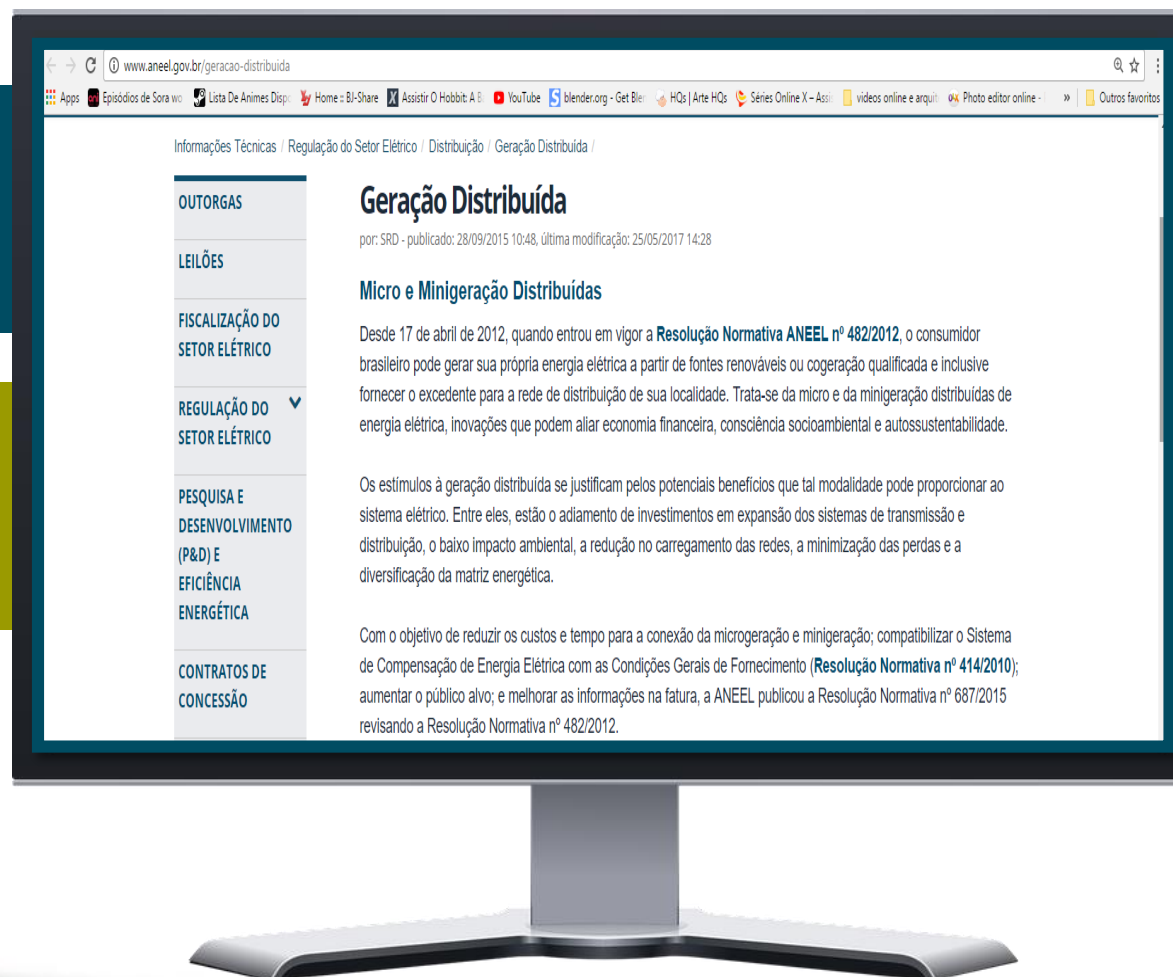 www.aneel.gov.br/geracao-distribuida
Apps Episódios de Sora wo Lista De Animes Disp Home :: BJ-Share Assistir O Hobbit: A B YouTube blender.org - Get Ble HQs | Arte HQs Séries Online X – Assi videos online e arqui Photo editor online - » Outros favoritos
Informações Técnicas / Regulação do Setor Elétrico / Distribuição / Geração Distribuída /
OUTORGAS
LEILÕES
FISCALIZAÇÃO DO
SETOR ELÉTRICO
REGULAÇÃO DO
SETOR ELÉTRICO
PESQUISA E
DESENVOLVIMENTO
(P&D) E
EFICIÊNCIA
ENERGÉTICA
CONTRATOS DE
CONCESSÃO
Geração Distribuída
por: SRD - publicado: 28/09/2015 10:48, última modificação: 25/05/2017 14:28
Micro e Minigeração Distribuídas
Desde 17 de abril de 2012, quando entrou em vigor a Resolução Normativa ANEEL nº 482/2012, o consumidor
brasileiro pode gerar sua própria energia elétrica a partir de fontes renováveis ou cogeração qualificada e inclusive
fornecer o excedente para a rede de distribuição de sua localidade. Trata-se da micro e da minigeração distribuídas de
energia elétrica, inovações que podem aliar economia financeira, consciência socioambiental e autossustentabilidade.
Os estímulos à geração distribuída se justificam pelos potenciais benefícios que tal modalidade pode proporcionar ao
sistema elétrico. Entre eles, estão o adiamento de investimentos em expansão dos sistemas de transmissão e
distribuição, o baixo impacto ambiental, a redução no carregamento das redes, a minimização das perdas e a
diversificação da matriz energética.
Com o objetivo de reduzir os custos e tempo para a conexão da microgeração e minigeração; compatibilizar o Sistema
de Compensação de Energia Elétrica com as Condições Gerais de Fornecimento (Resolução Normativa nº 414/2010);
aumentar o público alvo; e melhorar as informações na fatura, a ANEEL publicou a Resolução Normativa nº 687/2015
revisando a Resolução Normativa nº 482/2012.